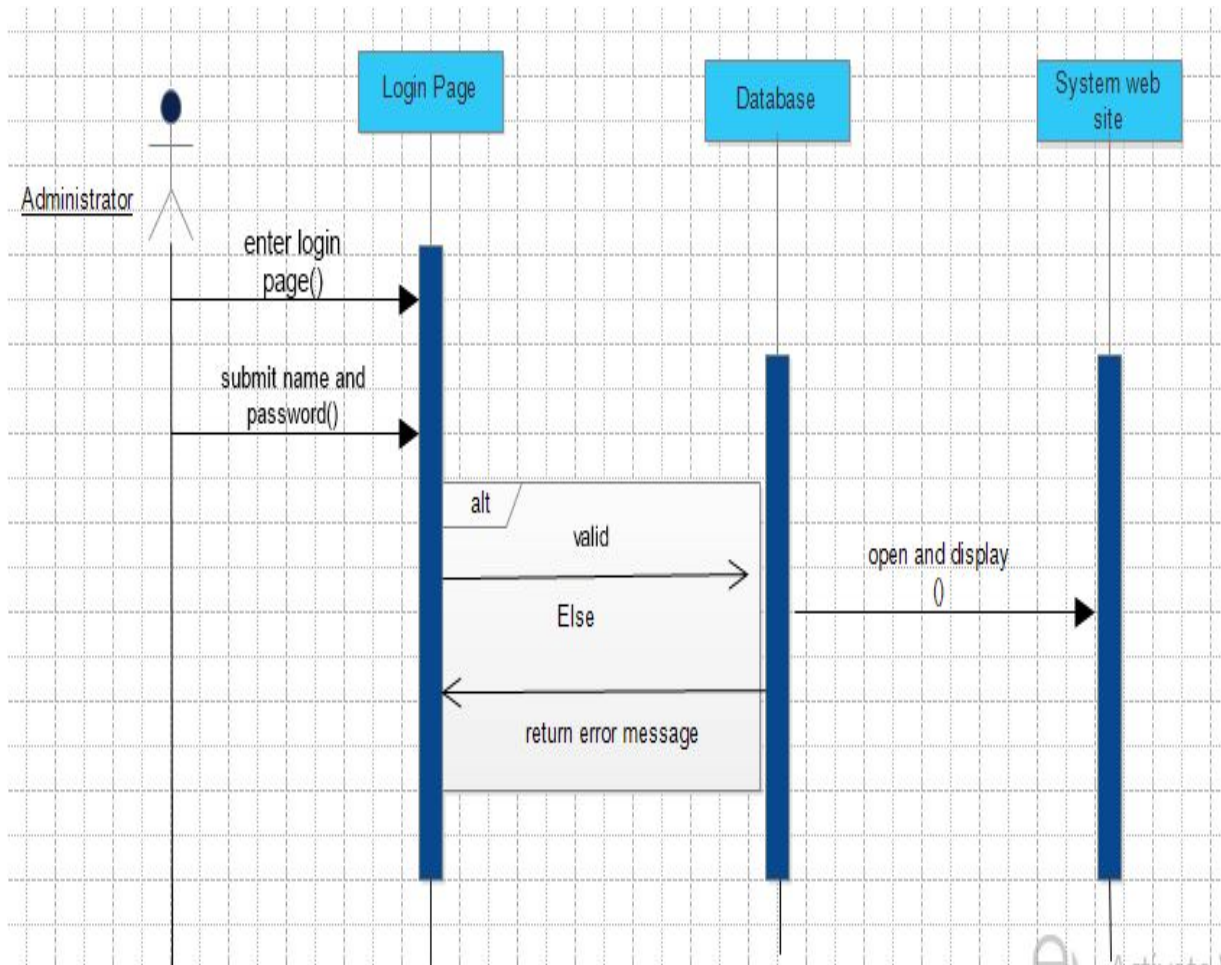 Login Page
Database
System web
site
Administrator
enter login
page()
submit name and
password()
alt
valid
open and display
()
Else
return error message